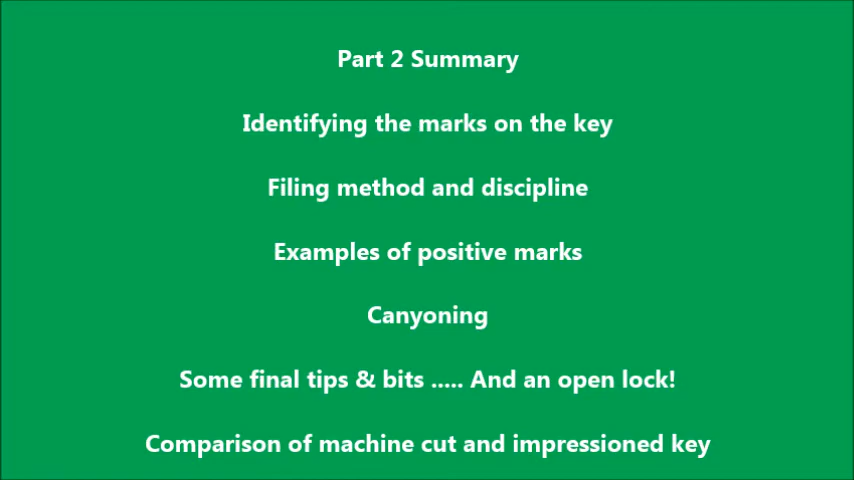 Part 2 Summary
Identifying the marks on the key
Filing method and discipline
Examples of positive marks
Canyoning
Some final tips & bits ..... And an open lock!
Comparison of machine cut and impressioned key